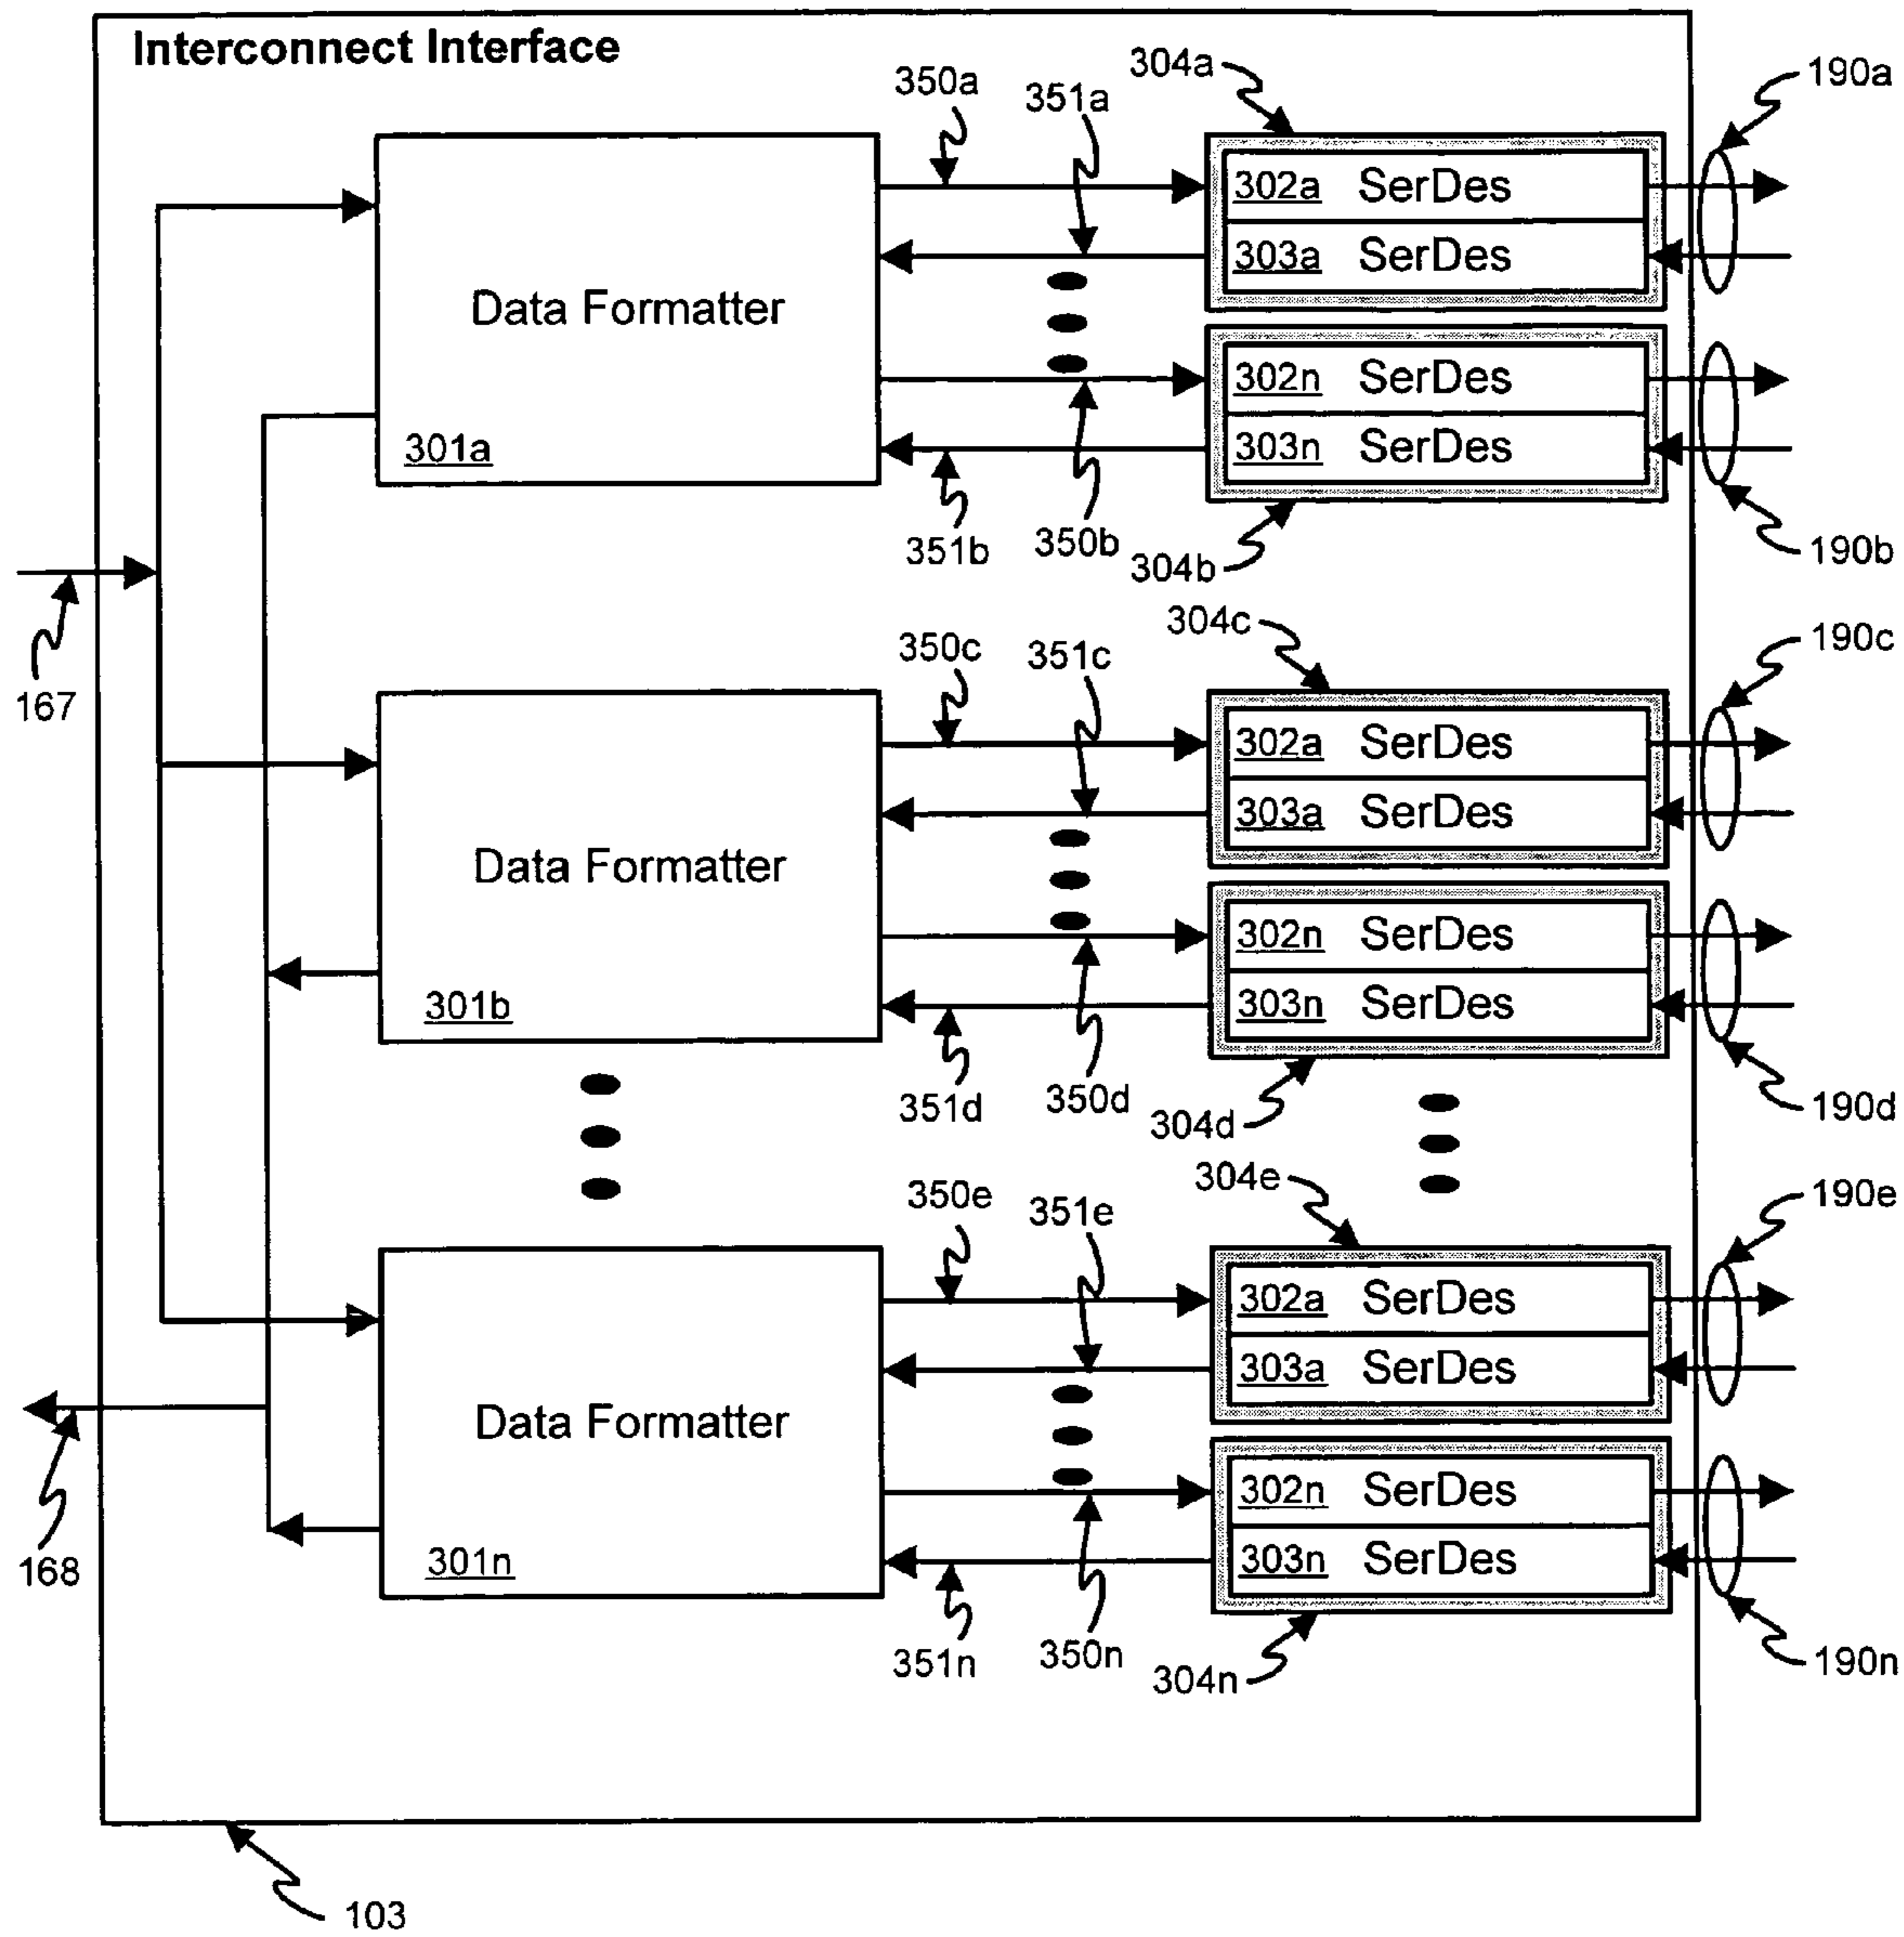 Interconnect Interface
304a
190a
350a
351a
302a SerDes
303a SerDes
Data Formatter
302n SerDes
301a
303n SerDes
351b
350b
304b
190b
167
304c
190c
350c
351c
302a SerDes
303a SerDes
Data Formatter
302n SerDes
301b
303n SerDes
351d
350d
304d
190d
304e
190e
350e
351e
302a SerDes
303a SerDes
Data Formatter
302n SerDes
301n
303n SerDes
168
351n
350n
304n
190n
103